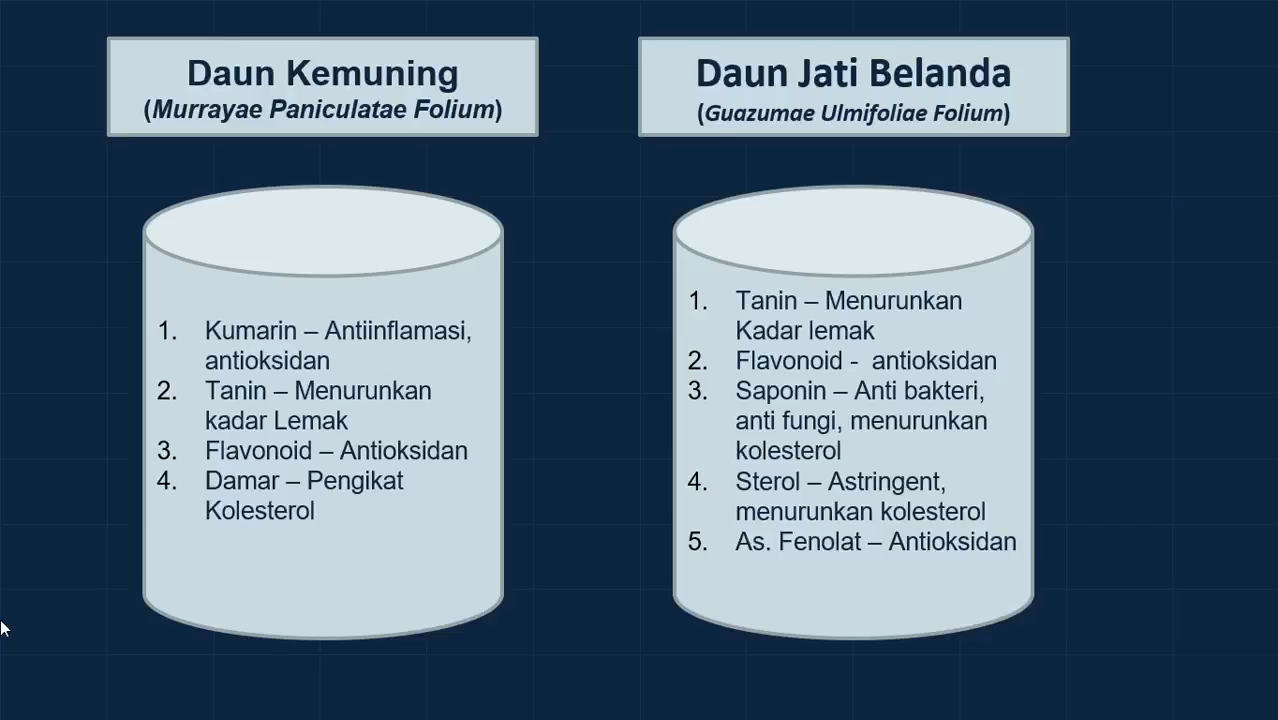 Daun Kemuning
(Murrayae Paniculatae Folium)
1. Kumarin – Antiinflamasi,
antioksidan
2. Tanin – Menurunkan
kadar Lemak
3. Flavonoid – Antioksidan
4. Damar – Pengikat
Kolesterol
Daun Jati Belanda
(Guazumae Ulmifoliae Folium)
1. Tanin – Menurunkan
Kadar lemak
2. Flavonoid - antioksidan
3. Saponin – Anti bakteri,
anti fungi, menurunkan
kolesterol
4. Sterol – Astringent,
menurunkan kolesterol
5. As. Fenolat – Antioksidan